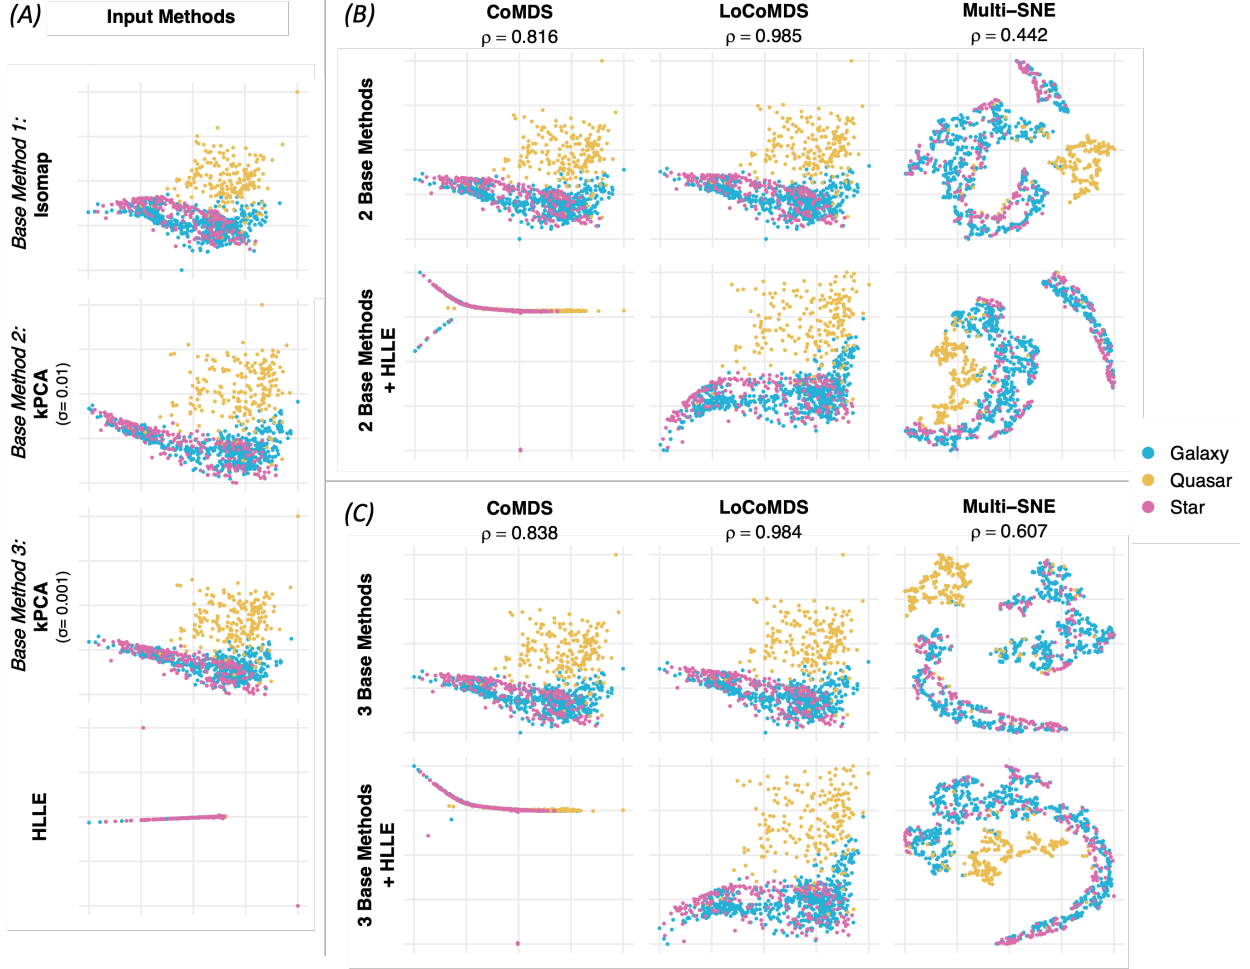 (A)
Input Methods
Base Method 1:
Isomap
Base Method 2:
kPCA
(σ= 0.01)
Base Method 3:
kPCA
(σ= 0.001)
HLLE
(B)
CoMDS
ρ = 0.816
LoCoMDS
ρ = 0.985
Multi−SNE
ρ = 0.442
2 Base Methods
2 Base Methods
+ HLLE
Galaxy
Quasar
Star
(C)
CoMDS
ρ = 0.838
LoCoMDS
ρ = 0.984
Multi−SNE
ρ = 0.607
3 Base Methods
3 Base Methods
+ HLLE